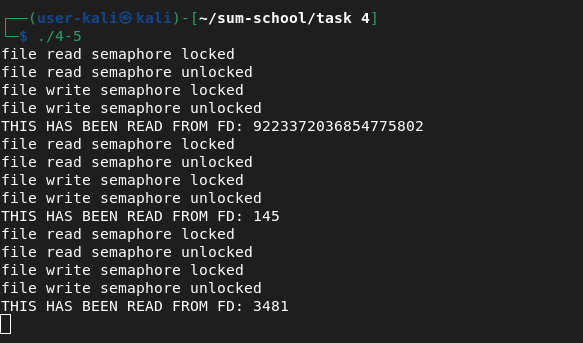 ┌──(user-kali㉿kali)-[~/sum-school/task 4]
└─$ ./4-5
file read semaphore locked
file read semaphore unlocked
file write semaphore locked
file write semaphore unlocked
THIS HAS BEEN READ FROM FD: 9223372036854775802
file read semaphore locked
file read semaphore unlocked
file write semaphore locked
file write semaphore unlocked
THIS HAS BEEN READ FROM FD: 145
file read semaphore locked
file read semaphore unlocked
file write semaphore locked
file write semaphore unlocked
THIS HAS BEEN READ FROM FD: 3481